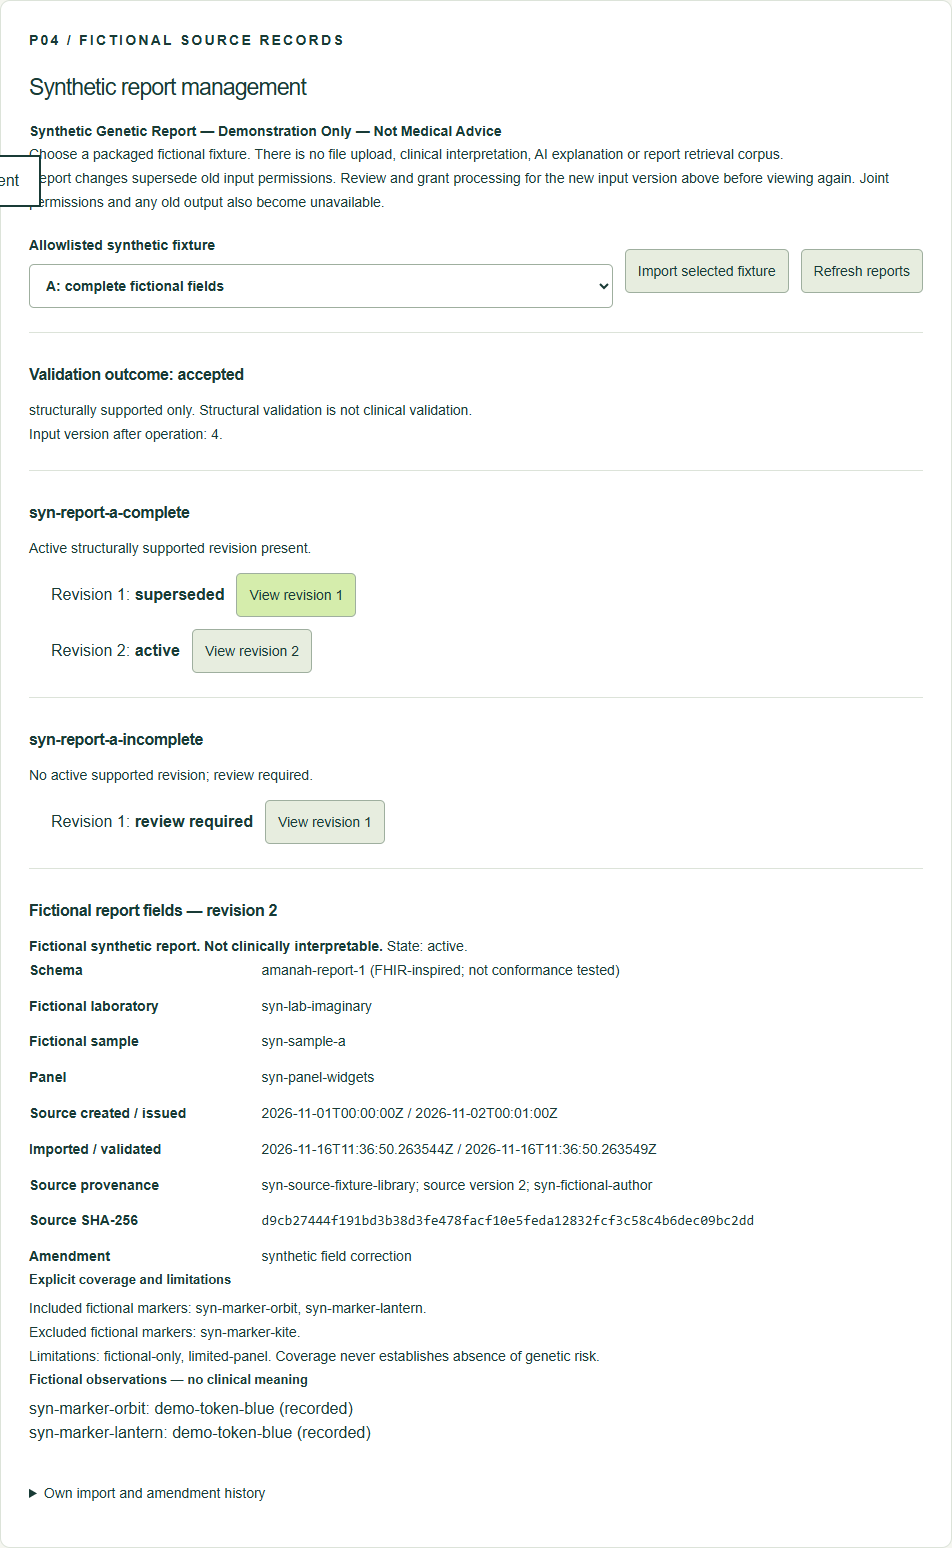 P04 / FICTIONAL SOURCE RECORDS
Synthetic report management
Synthetic Genetic Report — Demonstration Only — Not Medical Advice
Choose a packaged fictional fixture. There is no file upload, clinical interpretation, AI explanation or report retrieval corpus.
ent
eport changes supersede old input permissions. Review and grant processing for the new input version above before viewing again. Joint
permissions and any old output also become unavailable.
Allowlisted synthetic fixture
A: complete fictional fields
Import selected fixture
Refresh reports
Validation outcome: accepted
structurally supported only. Structural validation is not clinical validation.
Input version after operation: 4.
syn-report-a-complete
Active structurally supported revision present.
Revision 1: superseded View revision 1
Revision 2: active View revision 2
syn-report-a-incomplete
No active supported revision; review required.
Revision 1: review required View revision 1
Fictional report fields — revision 2
Fictional synthetic report. Not clinically interpretable. State: active.
Schema amanah-report-1 (FHIR-inspired; not conformance tested)
Fictional laboratory syn-lab-imaginary
Fictional sample syn-sample-a
Panel syn-panel-widgets
Source created / issued 2026-11-01T00:00:00Z / 2026-11-02T00:01:00Z
Imported / validated 2026-11-16T11:36:50.263544Z / 2026-11-16T11:36:50.263549Z
Source provenance syn-source-fixture-library; source version 2; syn-fictional-author
Source SHA-256 d9cb27444f191bd3b38d3fe478facf10e5feda12832fcf3c58c4b6dec09bc2dd
Amendment synthetic field correction
Explicit coverage and limitations
Included fictional markers: syn-marker-orbit, syn-marker-lantern.
Excluded fictional markers: syn-marker-kite.
Limitations: fictional-only, limited-panel. Coverage never establishes absence of genetic risk.
Fictional observations — no clinical meaning
syn-marker-orbit: demo-token-blue (recorded)
syn-marker-lantern: demo-token-blue (recorded)
Own import and amendment history